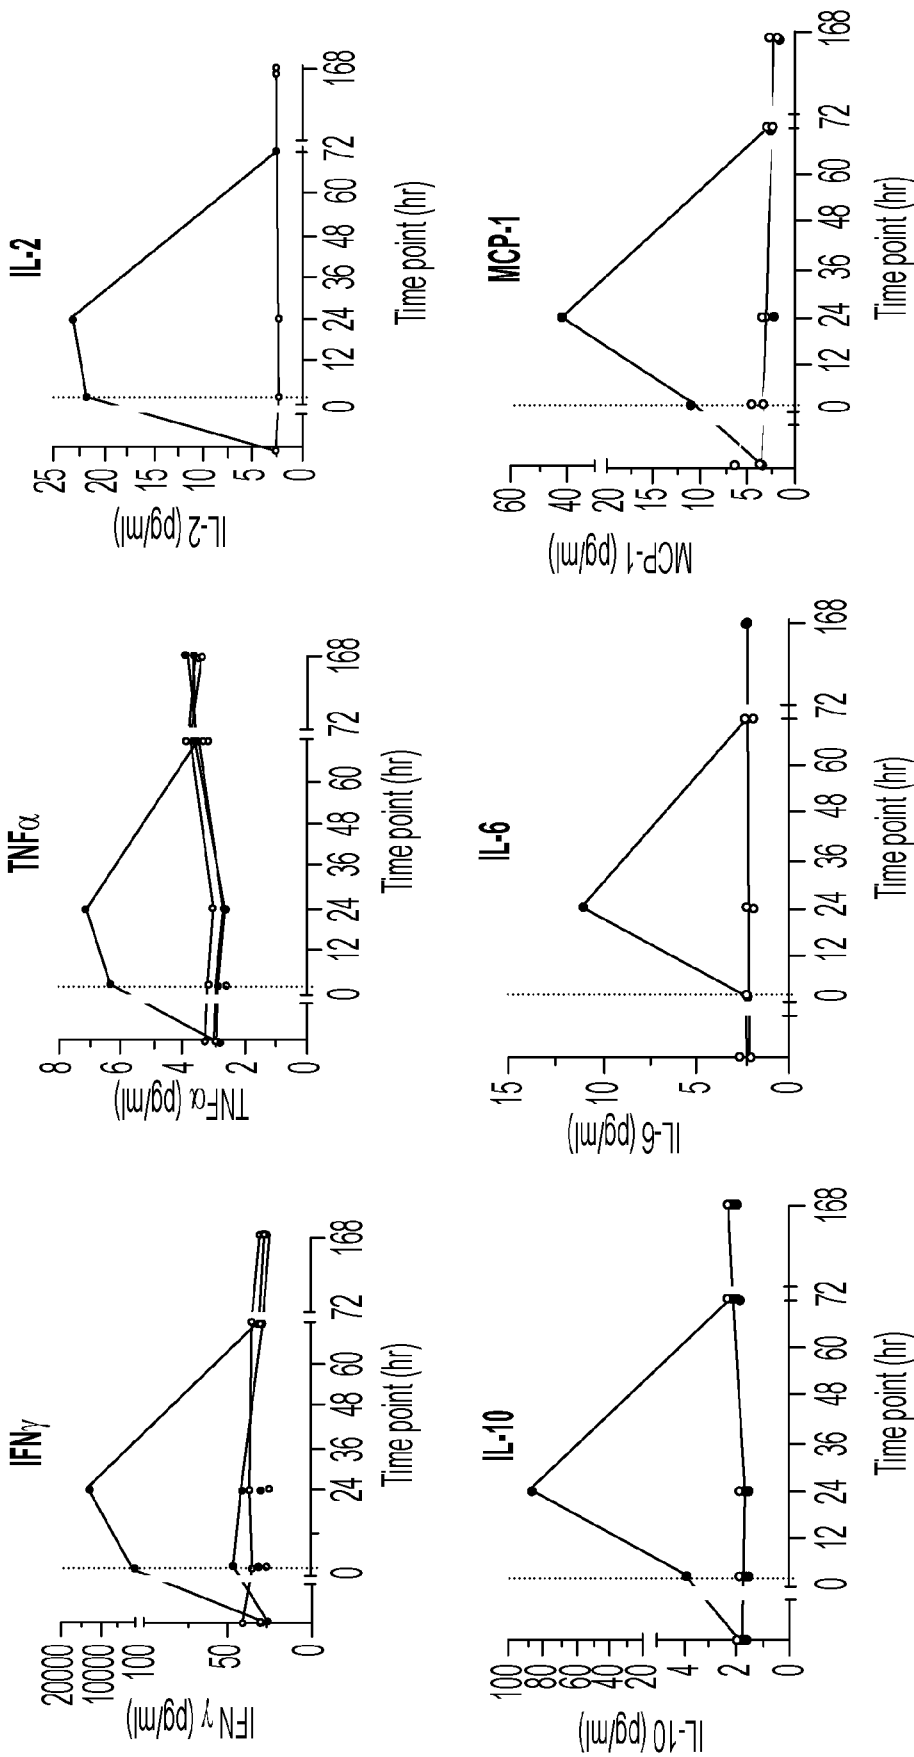 IFNγ
IFN γ (pg/ml)
20000
10000
100
50
0
0 12 24 36 48 60 72 168
Time point (hr)
TNFα
TNFα (pg/ml)
8
6
4
2
0
0 12 24 36 48 60 72 168
Time point (hr)
IL-2
IL-2 (pg/ml)
25
20
15
10
5
0
0 12 24 36 48 60 72 168
Time point (hr)
IL-10
IL-10 (pg/ml)
100
80
60
40
20
4
2
0
0 12 24 36 48 60 72 168
Time point (hr)
IL-6
IL-6 (pg/ml)
15
10
5
0
0 12 24 36 48 60 72 168
Time point (hr)
MCP-1
MCP-1 (pg/ml)
60
40
20
15
10
5
0
0 12 24 36 48 60 72 168
Time point (hr)